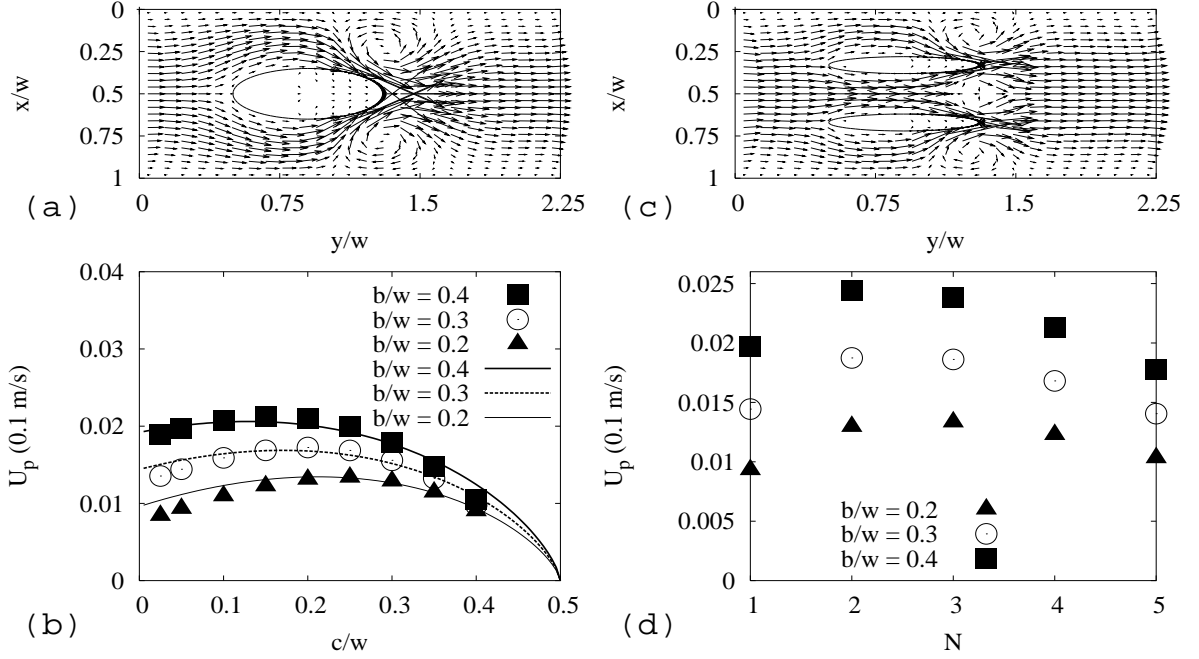 0
0.25
0.5
0.75
1
x/w
0 0.75 1.5 2.25
y/w
(a)
0
0.25
0.5
0.75
1
x/w
0 0.75 1.5 2.25
y/w
(c)
0.04
0.03
0.02
0.01
0
U_p (0.1 m/s)
b/w = 0.4
b/w = 0.3
b/w = 0.2
b/w = 0.4
b/w = 0.3
b/w = 0.2
0 0.1 0.2 0.3 0.4 0.5
c/w
(b)
0.025
0.02
0.015
0.01
0.005
0
U_p (0.1 m/s)
b/w = 0.2
b/w = 0.3
b/w = 0.4
1 2 3 4 5
N
(d)